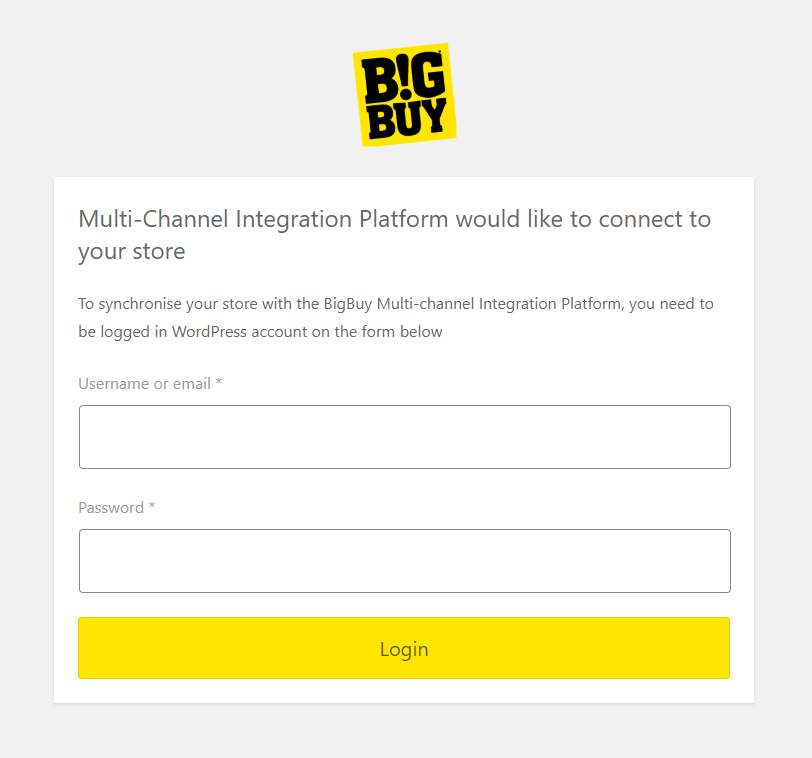 B!G
BUY
Multi-Channel Integration Platform would like to connect to
your store
To synchronise your store with the BigBuy Multi-channel Integration Platform, you need to
be logged in WordPress account on the form below
Username or email *
Password *
Login